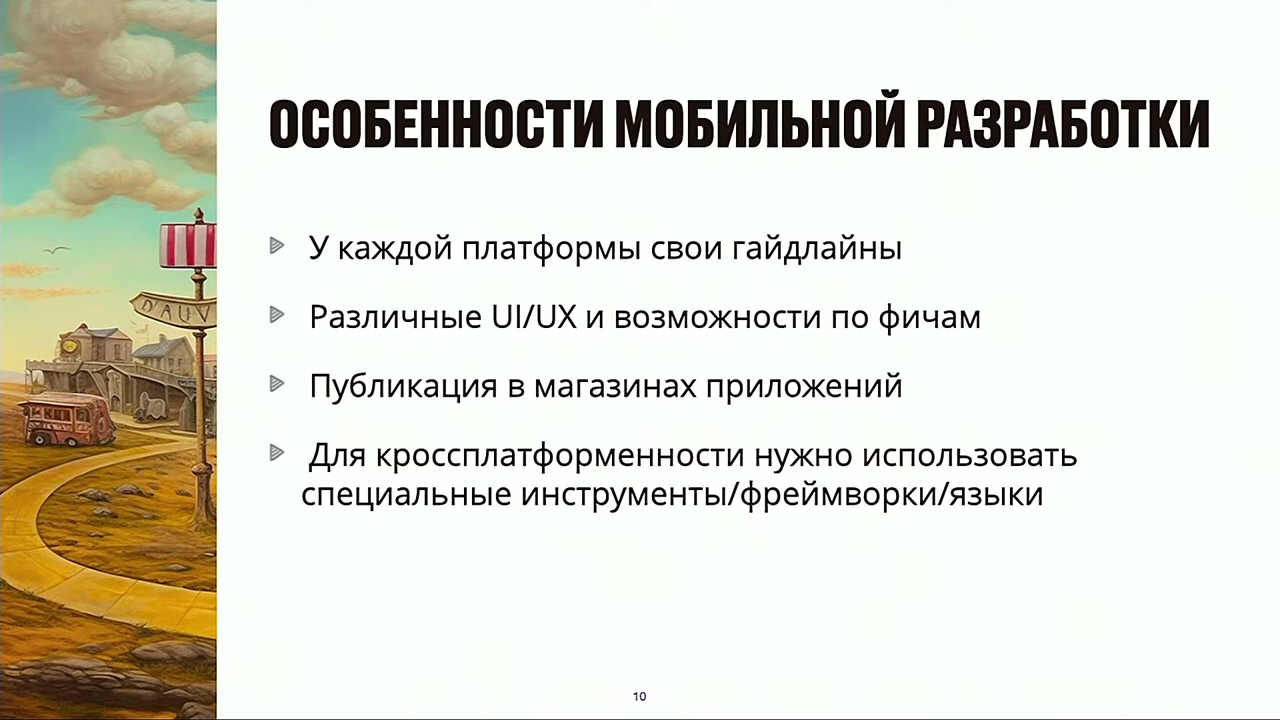 ОСОБЕННОСТИ МОБИЛЬНОЙ РАЗРАБОТКИ
У каждой платформы свои гайдлайны
Различные UI/UX и возможности по фичам
Публикация в магазинах приложений
Для кроссплатформенности нужно использовать
специальные инструменты/фреймворки/языки
10